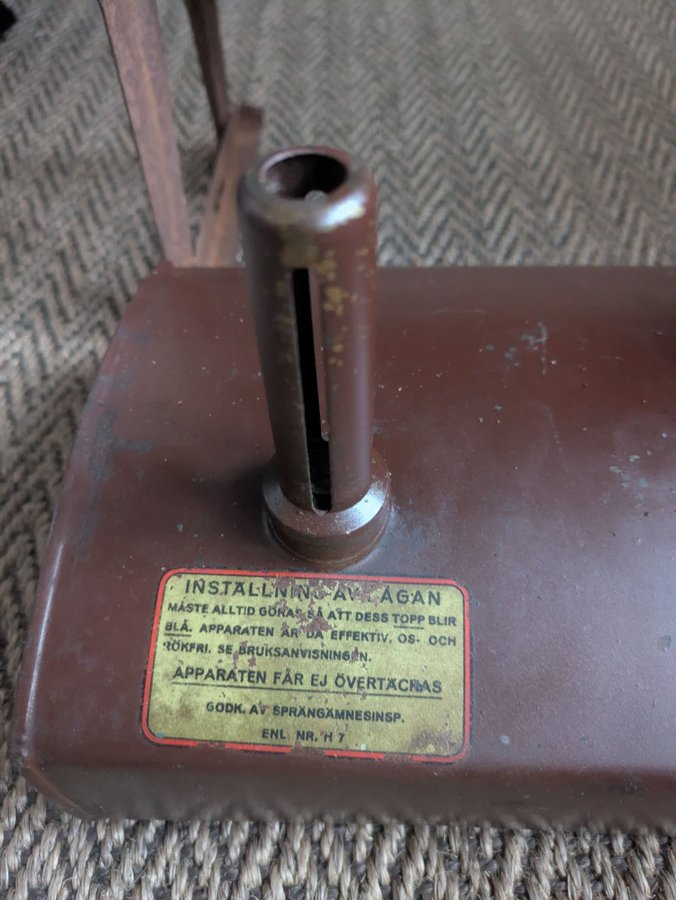 INSTÄLLNING AV LÅGAN
MÅSTE ALLTID GÖRAS SÅ ATT DESS TOPP BLIR
BLÅ. APPARATEN ÄR DÅ EFFEKTIV, OS- OCH
RÖKFRI. SE BRUKSANVISNINGEN.
APPARATEN FÅR EJ ÖVERTÄCKAS
GODK. AV SPRÄNGÄMNESINSP.
ENL. NR. H 7